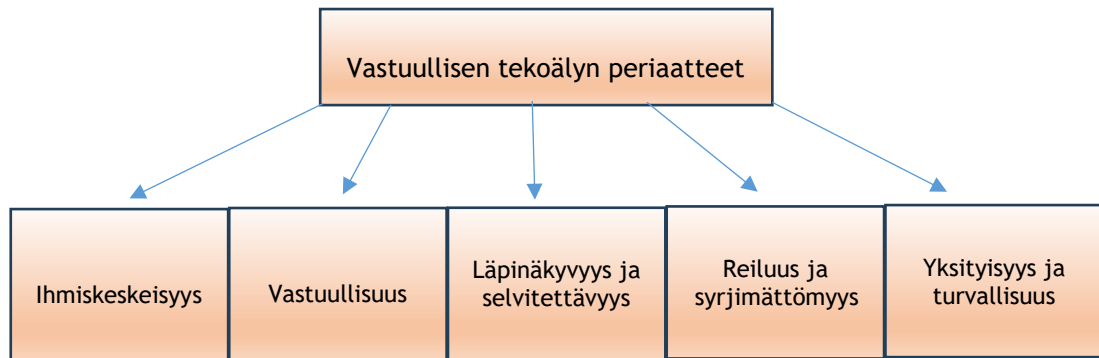 Vastuullisen tekoälyn periaatteet
Ihmiskeskeisyys
Vastuullisuus
Läpinäkyvyys ja
selvitettävyys
Reiluus ja
syrjimättömyys
Yksityisyys ja
turvallisuus